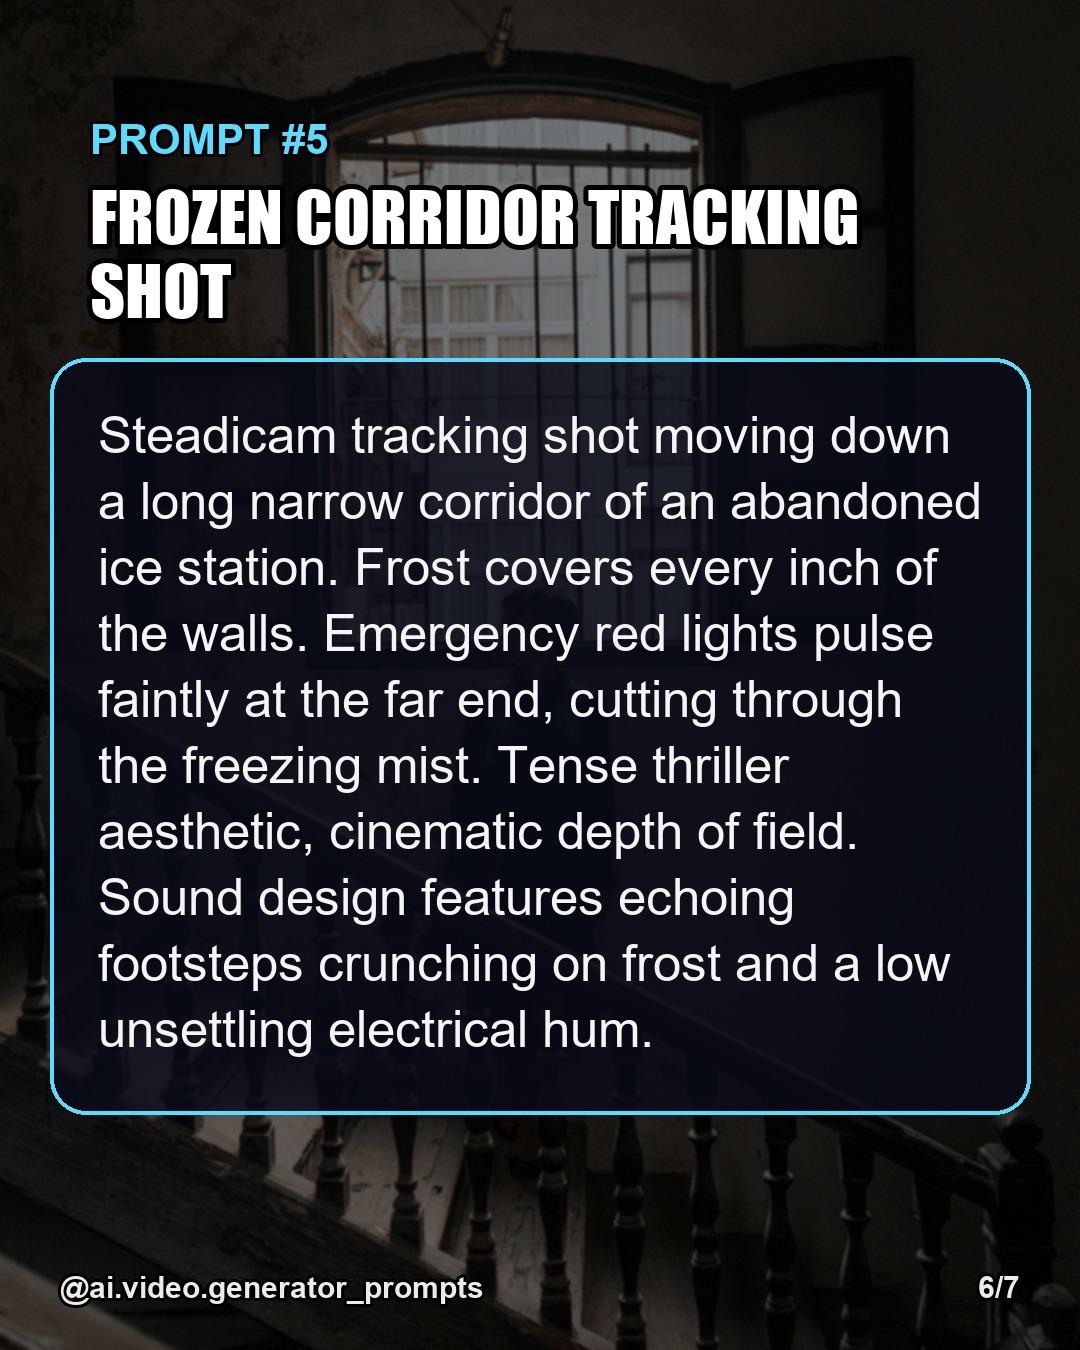 PROMPT #5
FROZEN CORRIDOR TRACKING
SHOT
Steadicam tracking shot moving down
a long narrow corridor of an abandoned
ice station. Frost covers every inch of
the walls. Emergency red lights pulse
faintly at the far end, cutting through
the freezing mist. Tense thriller
aesthetic, cinematic depth of field.
Sound design features echoing
footsteps crunching on frost and a low
unsettling electrical hum.
@ai.video.generator_prompts
6/7